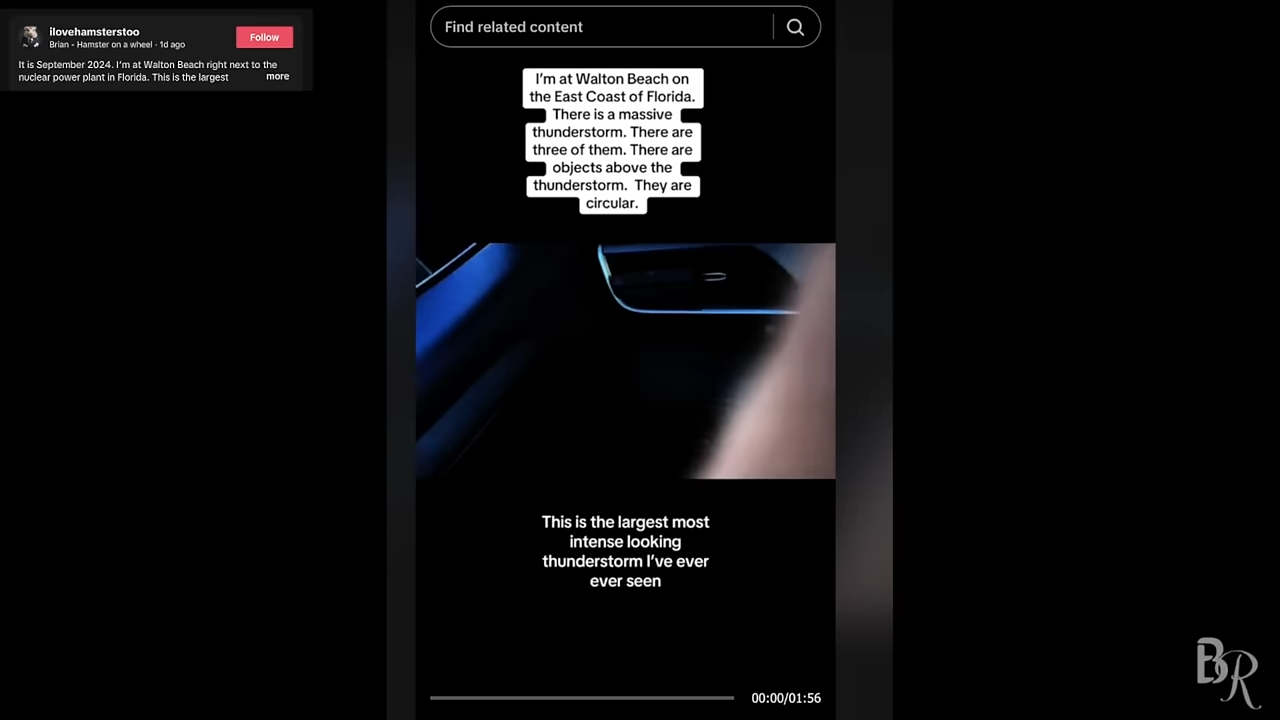 ilovehamsterstoo
Brian - Hamster on a wheel · 1d ago
Follow
It is September 2024. I'm at Walton Beach right next to the
nuclear power plant in Florida. This is the largest
more
Find related content
I'm at Walton Beach on
the East Coast of Florida.
There is a massive
thunderstorm. There are
three of them. There are
objects above the
thunderstorm. They are
circular.
This is the largest most
intense looking
thunderstorm I've ever
ever seen
00:00/01:56
BR